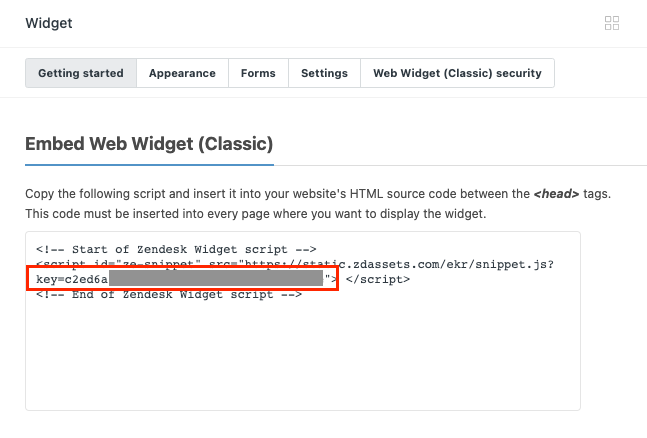 Widget
Getting started Appearance Forms Settings Web Widget (Classic) security
Embed Web Widget (Classic)
Copy the following script and insert it into your website's HTML source code between the <head> tags.
This code must be inserted into every page where you want to display the widget.
<!-- Start of Zendesk Widget script -->
<script id="ze-snippet" src="https://static.zdassets.com/ekr/snippet.js?
key=c2ed6a "> </script>
<!-- End of Zendesk Widget script -->